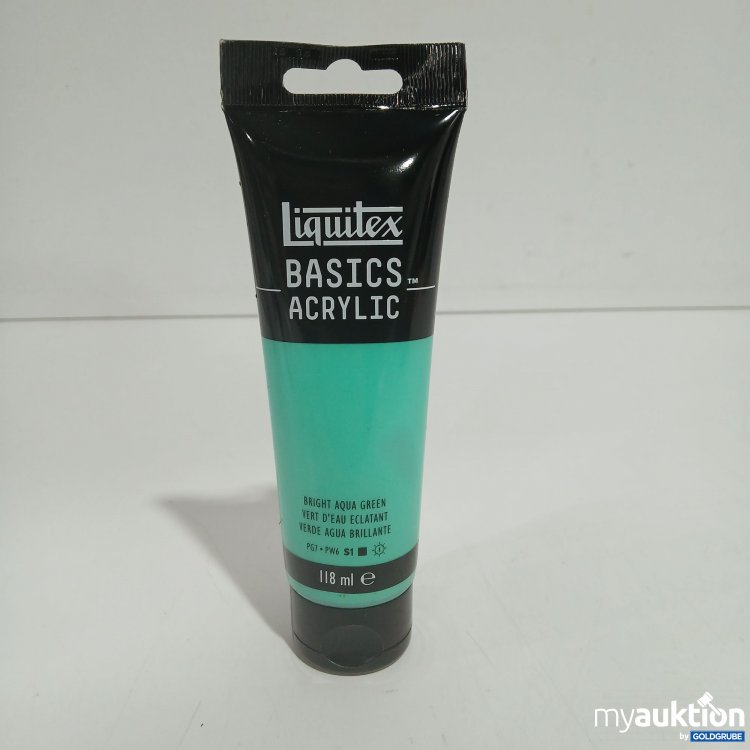 Liquitex
BASICS™
ACRYLIC
BRIGHT AQUA GREEN
VERT D'EAU ECLATANT
VERDE AGUA BRILLANTE
PG7 • PW6 S1 I
118 ml ℮
myauktion
by GOLDGRUBE